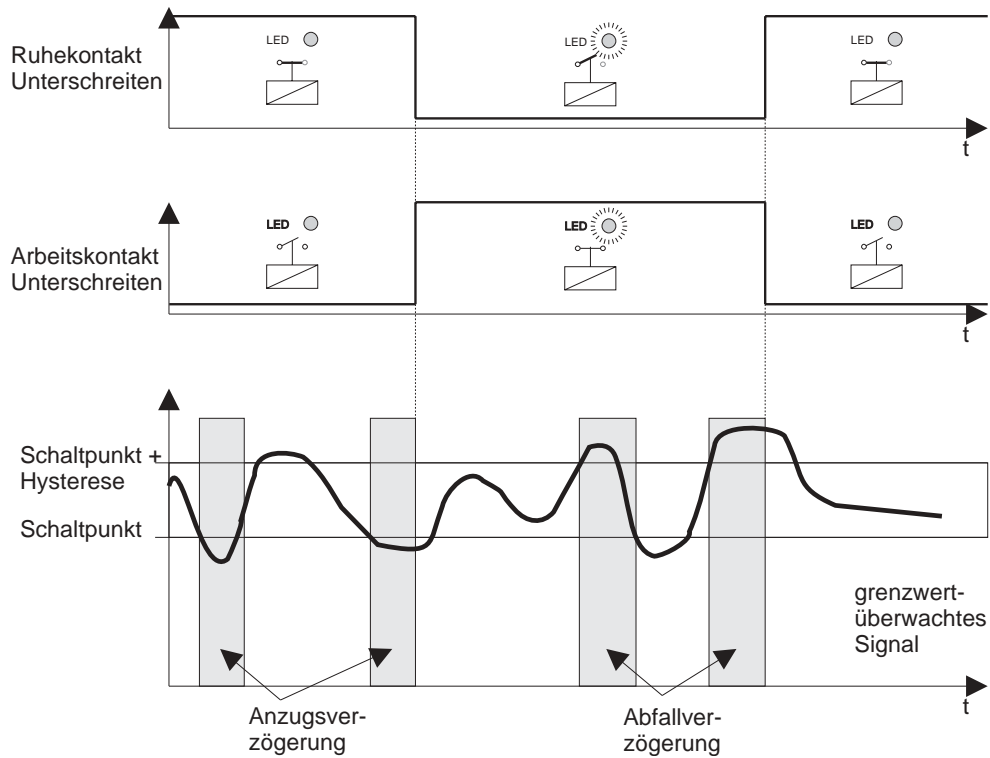 LED
LED
LED
Ruhekontakt
Unterschreiten
t
LED
LED
LED
Arbeitskontakt
Unterschreiten
t
Schaltpunkt +
Hysterese
Schaltpunkt
grenzwert-
überwachtes
Signal
t
Anzugsver-
zögerung
Abfallver-
zögerung